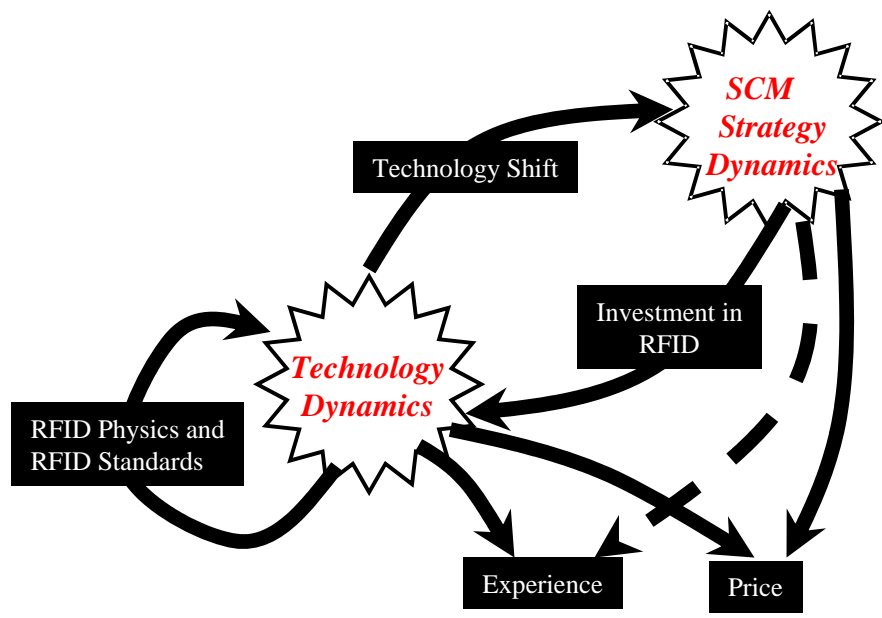 SCM
Strategy
Dynamics
Technology Shift
Investment in
RFID
Technology
Dynamics
RFID Physics and
RFID Standards
Experience
Price